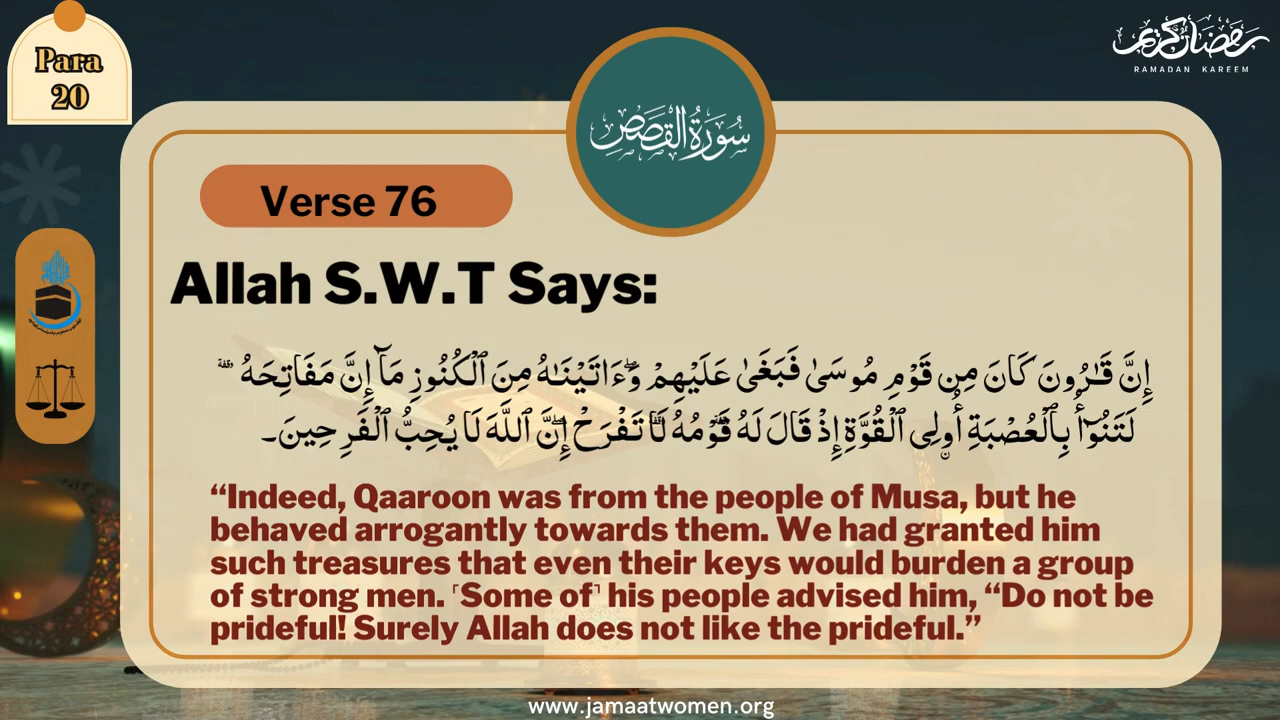 Para
20
رمضان كريم
RAMADAN KAREEM
سُورَةُ القَصَصِ
Verse 76
Allah S.W.T Says:
إِنَّ قَـٰرُونَ كَانَ مِن قَوْمِ مُوسَىٰ فَبَغَىٰ عَلَيْهِمْ ۖ وَءَاتَيْنَـٰهُ مِنَ ٱلْكُنُوزِ مَآ إِنَّ مَفَاتِحَهُۥ
لَتَنُوٓأُ بِٱلْعُصْبَةِ أُو۟لِى ٱلْقُوَّةِ إِذْ قَالَ لَهُۥ قَوْمُهُۥ لَا تَفْرَحْ ۖ إِنَّ ٱللَّهَ لَا يُحِبُّ ٱلْفَرِحِينَ۔
“Indeed, Qaaroon was from the people of Musa, but he
behaved arrogantly towards them. We had granted him
such treasures that even their keys would burden a group
of strong men. ˹Some of˺ his people advised him, “Do not be
prideful! Surely Allah does not like the prideful.”
www.jamaatwomen.org